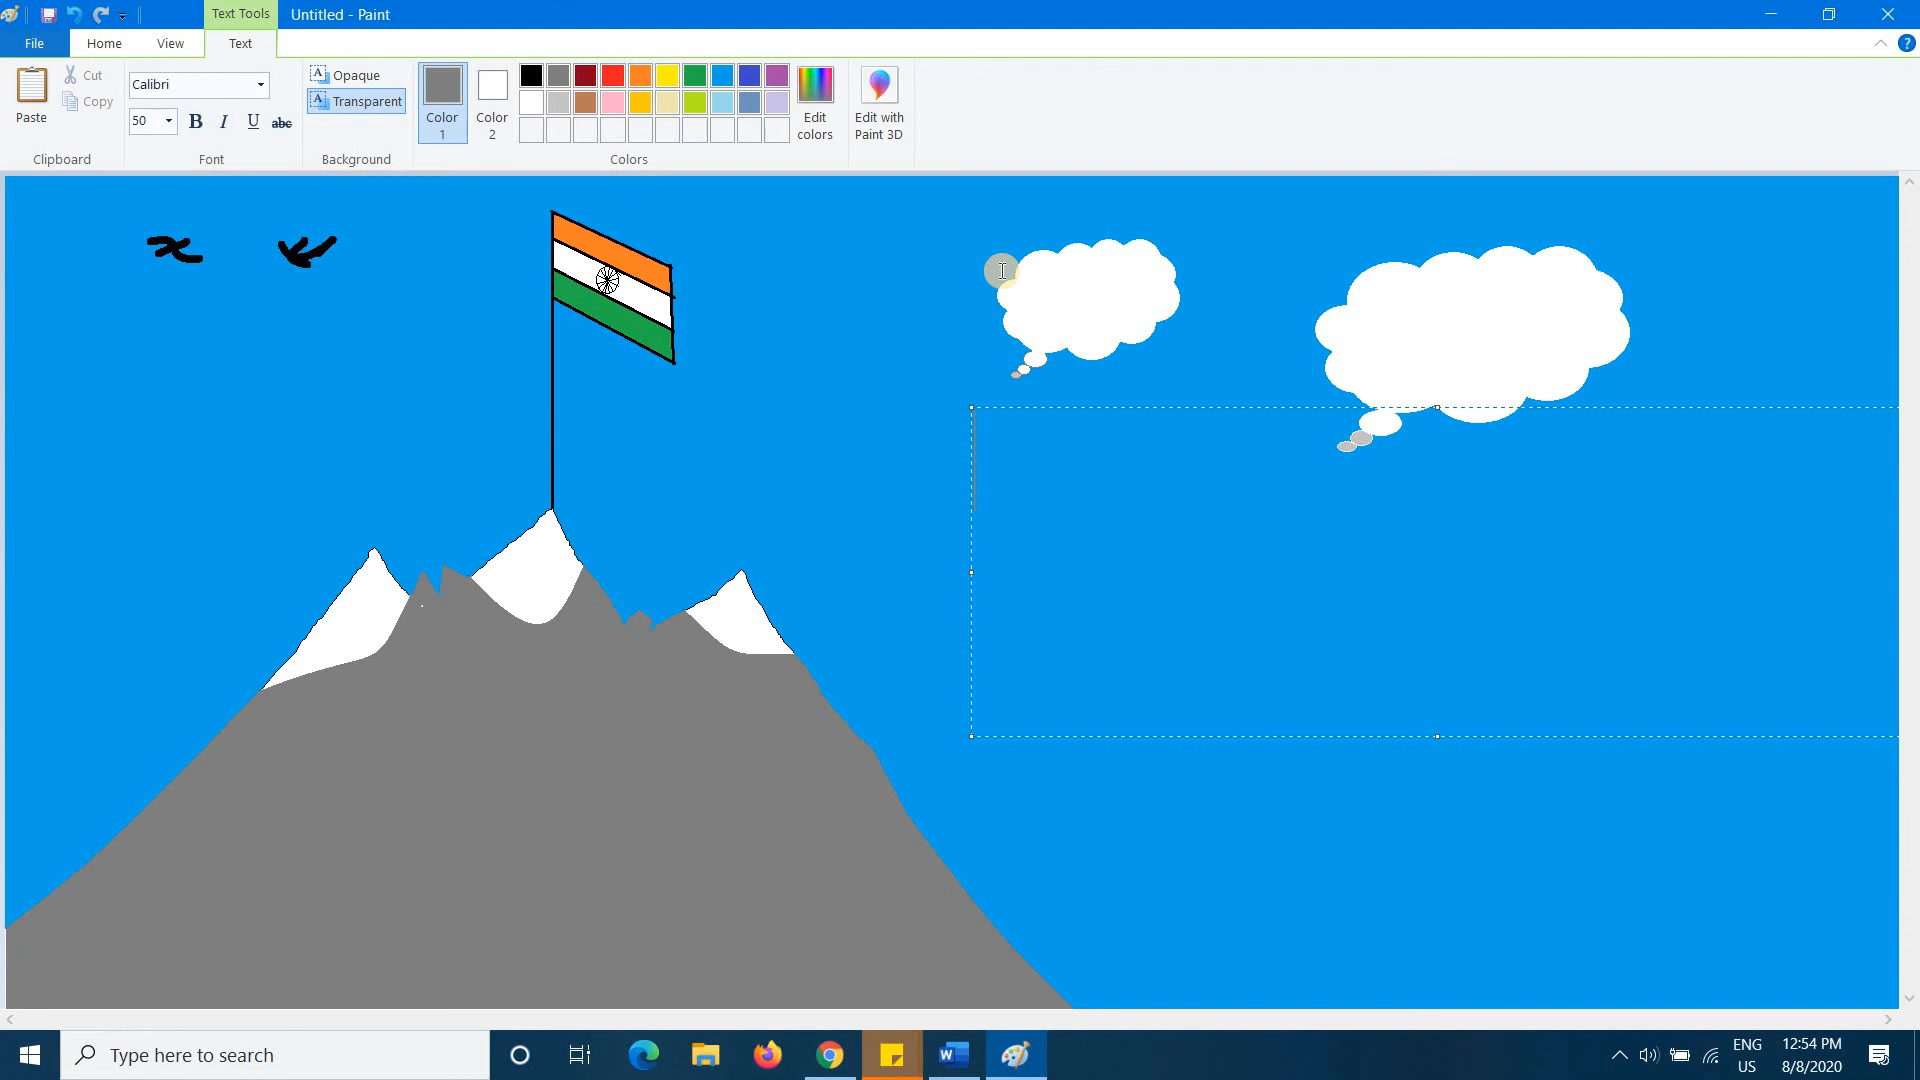 Text Tools
Untitled - Paint
File
Home
View
Text
Paste
Cut
Copy
Clipboard
Calibri
50
B I U abc
Font
Opaque
Transparent
Background
Color 1
Color 2
Colors
Edit colors
Edit with Paint 3D
Type here to search
ENG
US
12:54 PM
8/8/2020